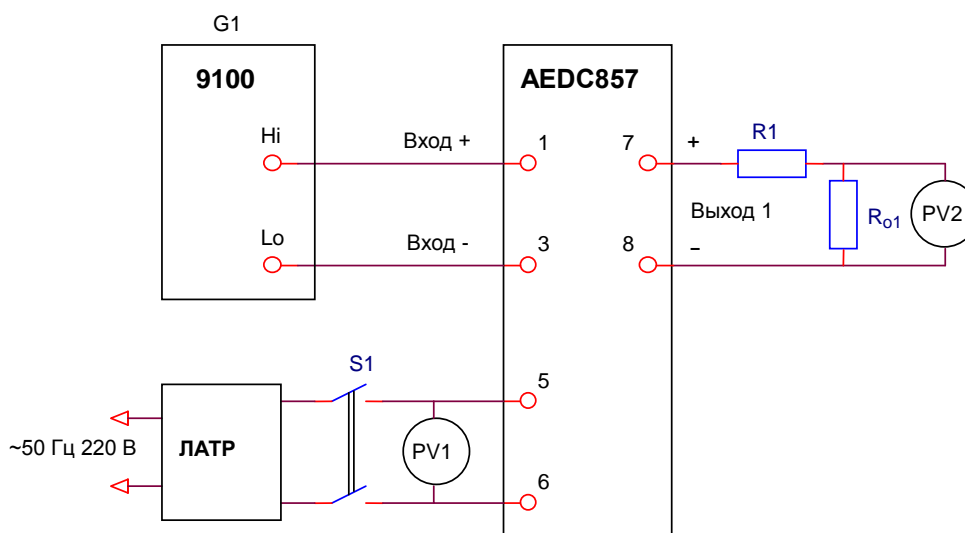 G1
9100
AEDC857
Hi
Вход +
1
7
+
R1
Lo
Вход -
3
8
Выход 1
–
Ro1
PV2
S1
5
~50 Гц 220 В
ЛАТР
PV1
6